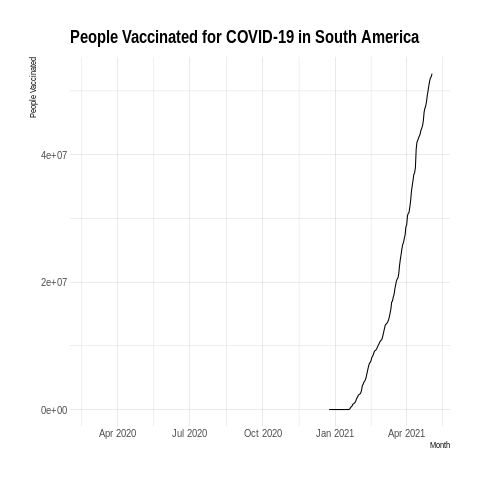 People Vaccinated for COVID-19 in South America
People Vaccinated
4e+07
2e+07
0e+00
Apr 2020 Jul 2020 Oct 2020 Jan 2021 Apr 2021
Month